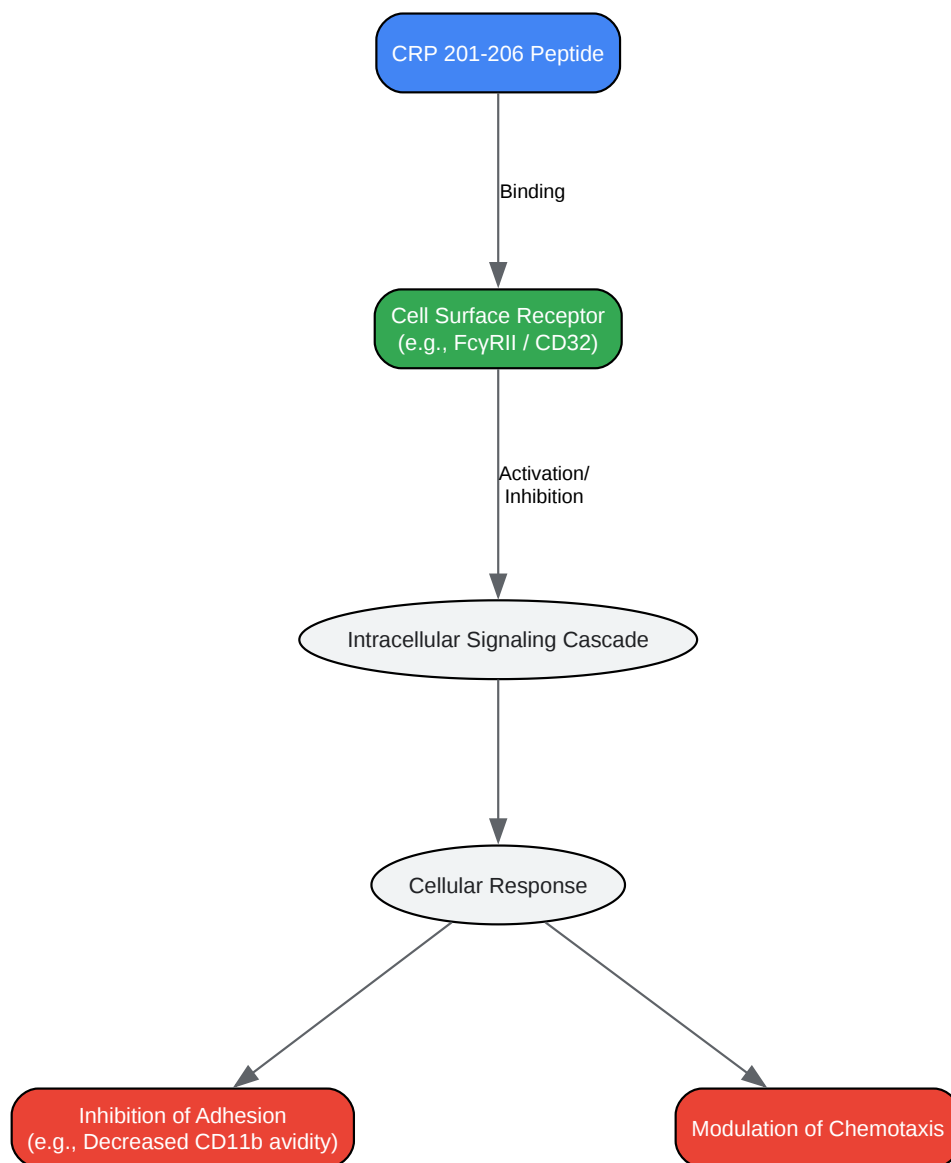 CRP 201-206 Peptide
Binding
Cell Surface Receptor
(e.g., FcγRII / CD32)
Activation/
Inhibition
Intracellular Signaling Cascade
Cellular Response
Inhibition of Adhesion
(e.g., Decreased CD11b avidity)
Modulation of Chemotaxis